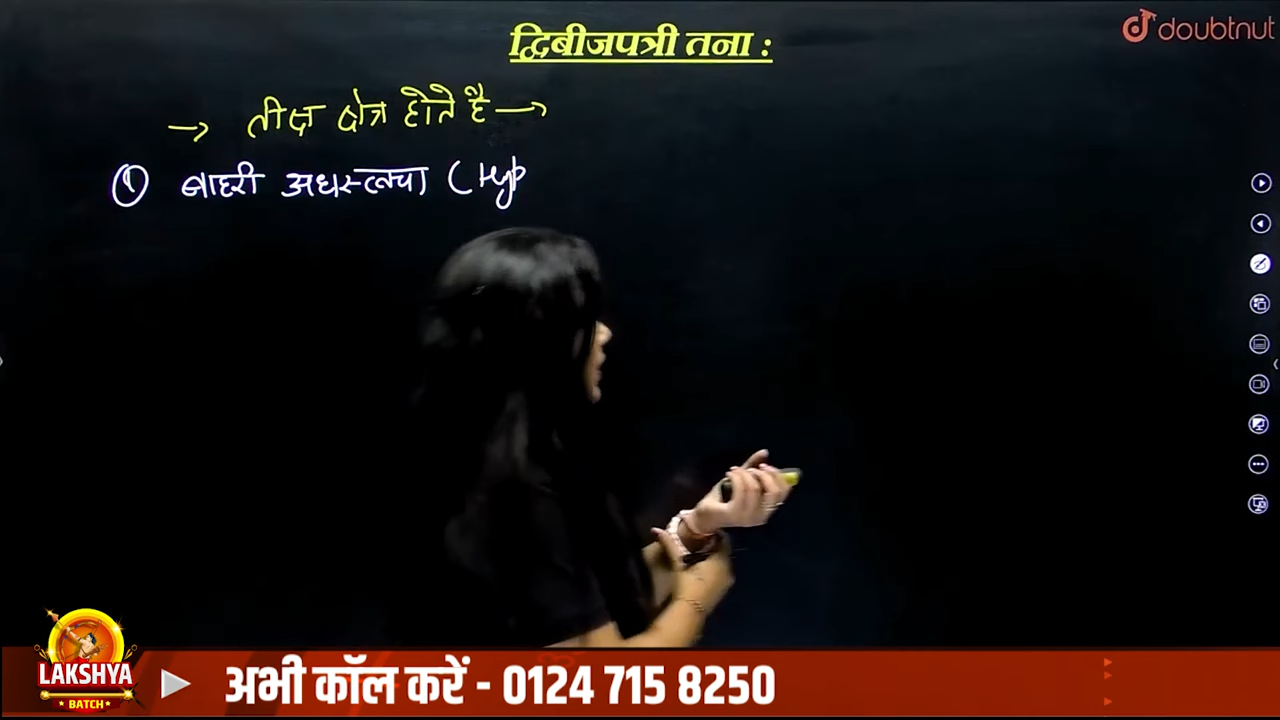 द्विबीजपत्री तना :
doubtnut
→ तीन क्षेत्र होते है →
① बाहरी अधस्त्वचा ( Hyp
LAKSHYA
BATCH
अभी कॉल करें - 0124 715 8250